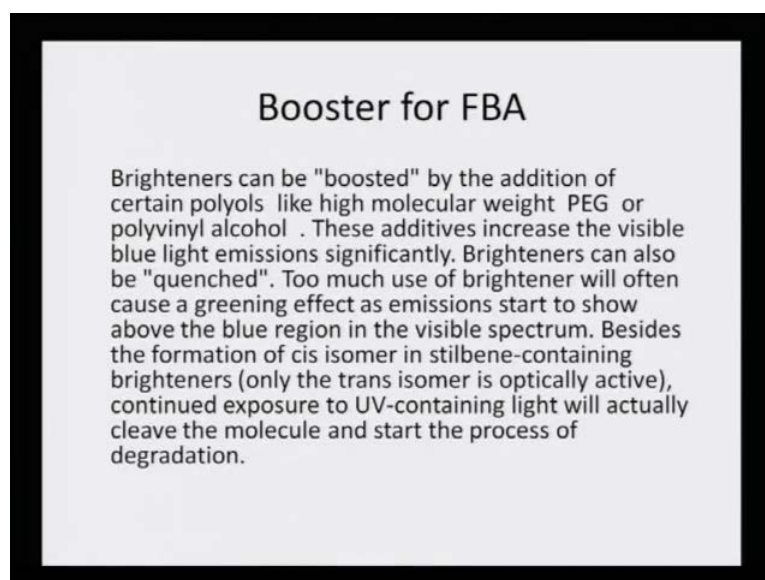 Booster for FBA
Brighteners can be "boosted" by the addition of
certain polyols  like high molecular weight  PEG  or
polyvinyl alcohol  . These additives increase the visible
blue light emissions significantly. Brighteners can also
be "quenched". Too much use of brightener will often
cause a greening effect as emissions start to show
above the blue region in the visible spectrum. Besides
the formation of cis isomer in stilbene-containing
brighteners (only the trans isomer is optically active),
continued exposure to UV-containing light will actually
cleave the molecule and start the process of
degradation.